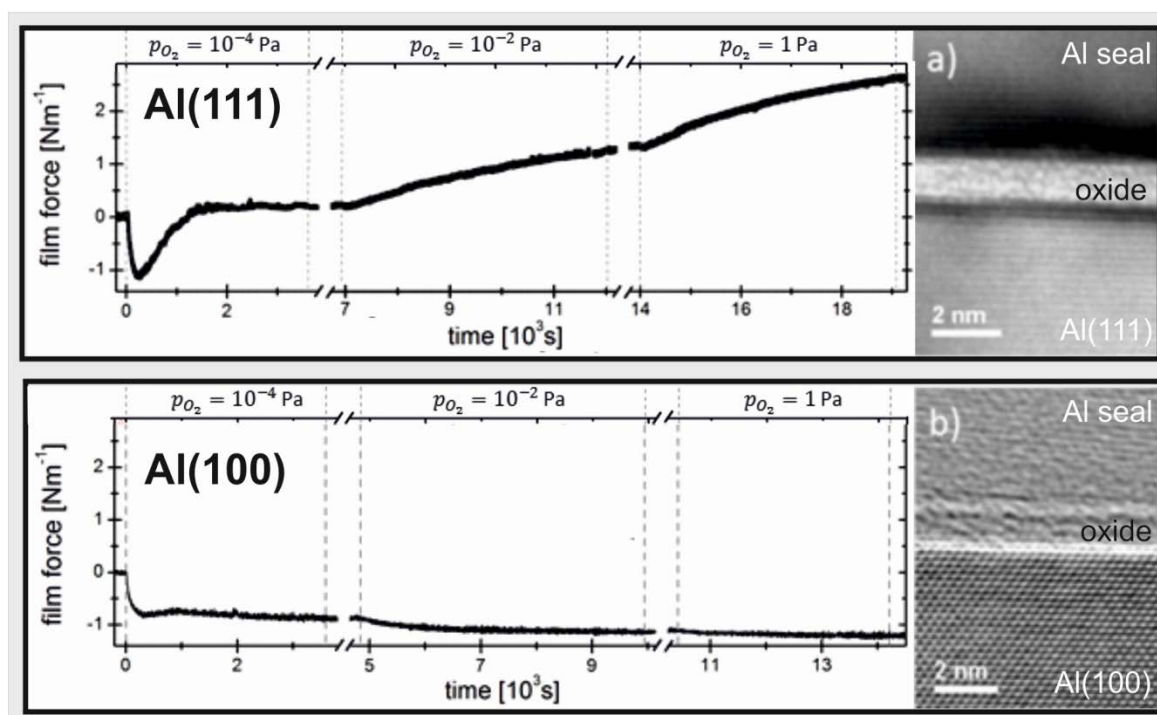 p_{O_2} = 10^{-4} Pa p_{O_2} = 10^{-2} Pa p_{O_2} = 1 Pa
a) Al seal
Al(111)
film force [Nm⁻¹]
2
1
0
-1
oxide
0 2 7 9 11 14 16 18
time [10³s]
2 nm
Al(111)
p_{O_2} = 10^{-4} Pa p_{O_2} = 10^{-2} Pa p_{O_2} = 1 Pa
b) Al seal
Al(100)
film force [Nm⁻¹]
2
1
0
-1
oxide
0 2 5 7 9 11 13
time [10³s]
2 nm
Al(100)